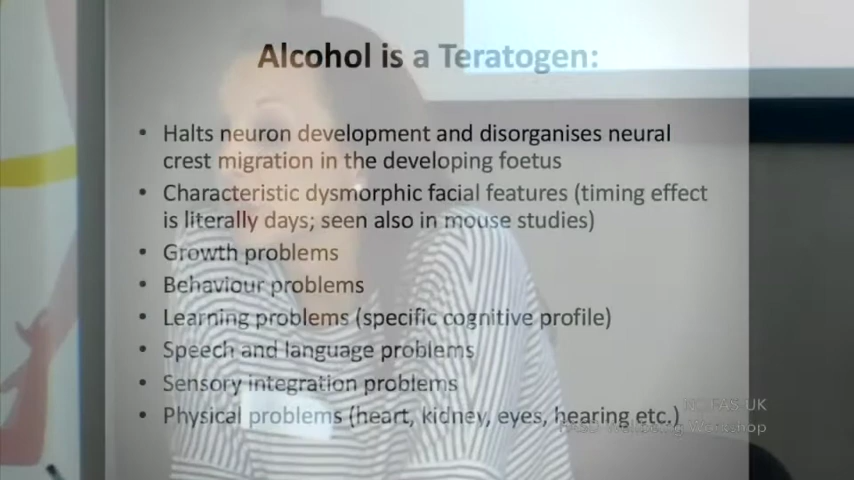 Alcohol is a Teratogen:
• Halts neuron development and disorganises neural
crest migration in the developing foetus
• Characteristic dysmorphic facial features (timing effect
is literally days; seen also in mouse studies)
• Growth problems
• Behaviour problems
• Learning problems (specific cognitive profile)
• Speech and language problems
• Sensory integration problems
• Physical problems (heart, kidney, eyes, hearing etc.)
UK
Wellbeing Workshop